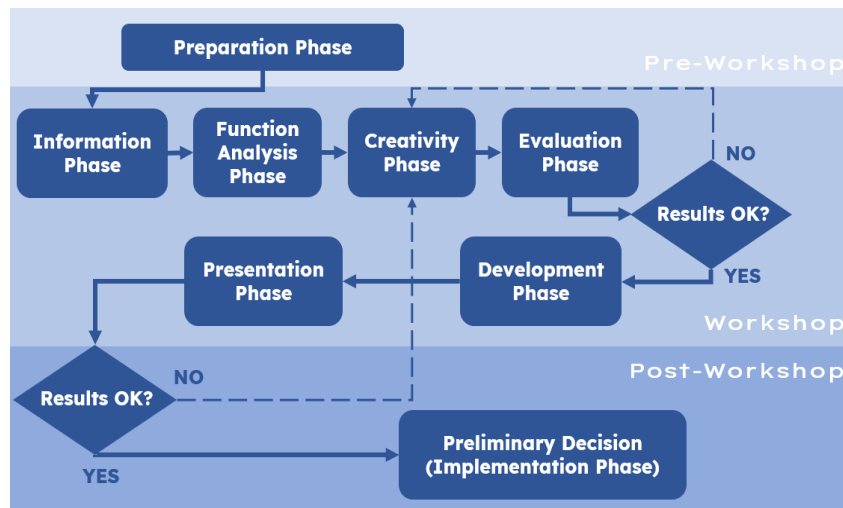 Preparation Phase
Pre-Workshop
Information
Phase
Function
Analysis
Phase
Creativity
Phase
Evaluation
Phase
NO
Results OK?
YES
Development
Phase
Presentation
Phase
Workshop
Post-Workshop
Results OK?
NO
YES
Preliminary Decision
(Implementation Phase)